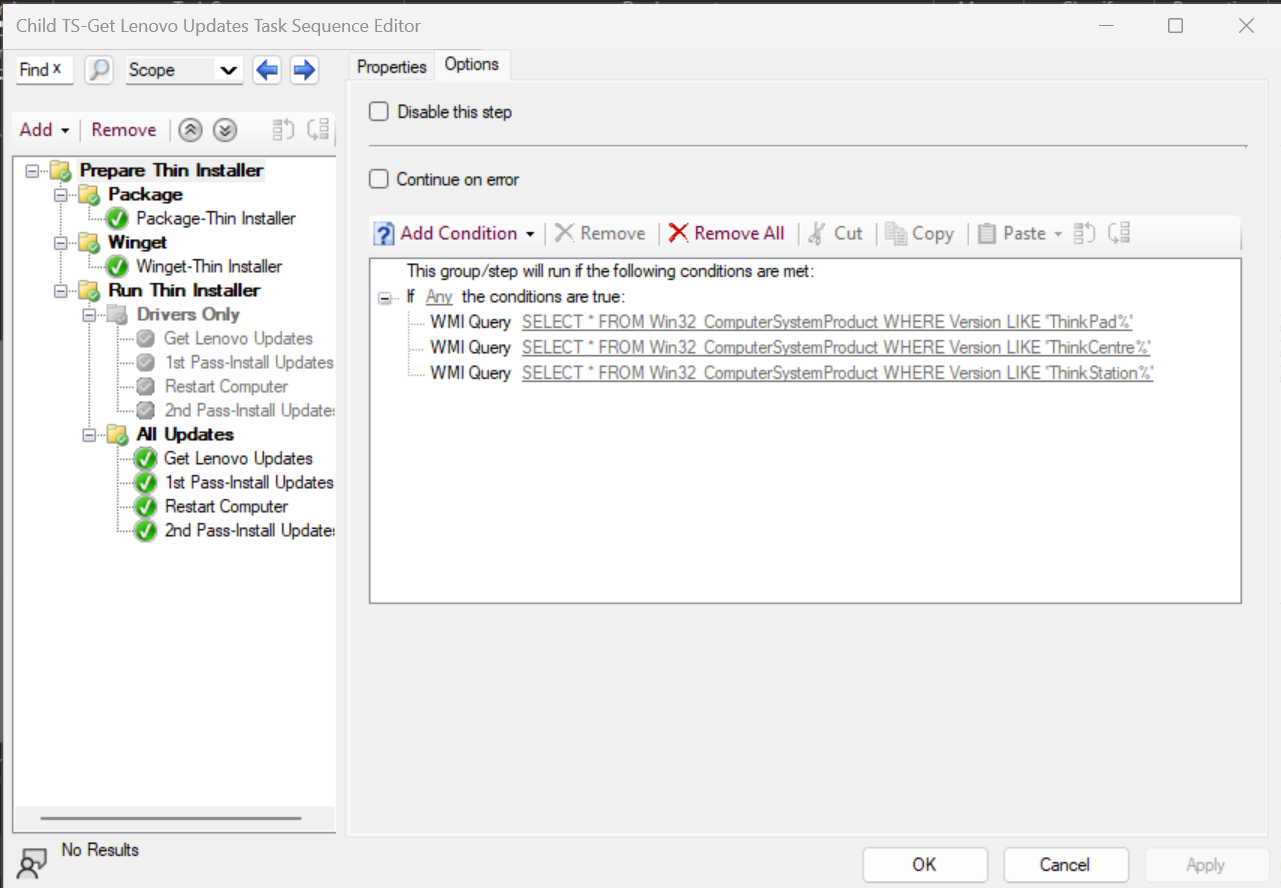 Child TS-Get Lenovo Updates Task Sequence Editor
Find x
Scope
Properties
Options
Add
Remove
Disable this step
Continue on error
Prepare Thin Installer
Package
Package-Thin Installer
Winget
Winget-Thin Installer
Run Thin Installer
Drivers Only
Get Lenovo Updates
1st Pass-Install Updates
Restart Computer
2nd Pass-Install Updates
All Updates
Get Lenovo Updates
1st Pass-Install Updates
Restart Computer
2nd Pass-Install Updates
Add Condition
Remove
Remove All
Cut
Copy
Paste
This group/step will run if the following conditions are met:
If Any the conditions are true:
WMI Query SELECT * FROM Win32_ComputerSystemProduct WHERE Version LIKE 'ThinkPad%'
WMI Query SELECT * FROM Win32_ComputerSystemProduct WHERE Version LIKE 'ThinkCentre%'
WMI Query SELECT * FROM Win32_ComputerSystemProduct WHERE Version LIKE 'ThinkStation%'
No Results
OK
Cancel
Apply